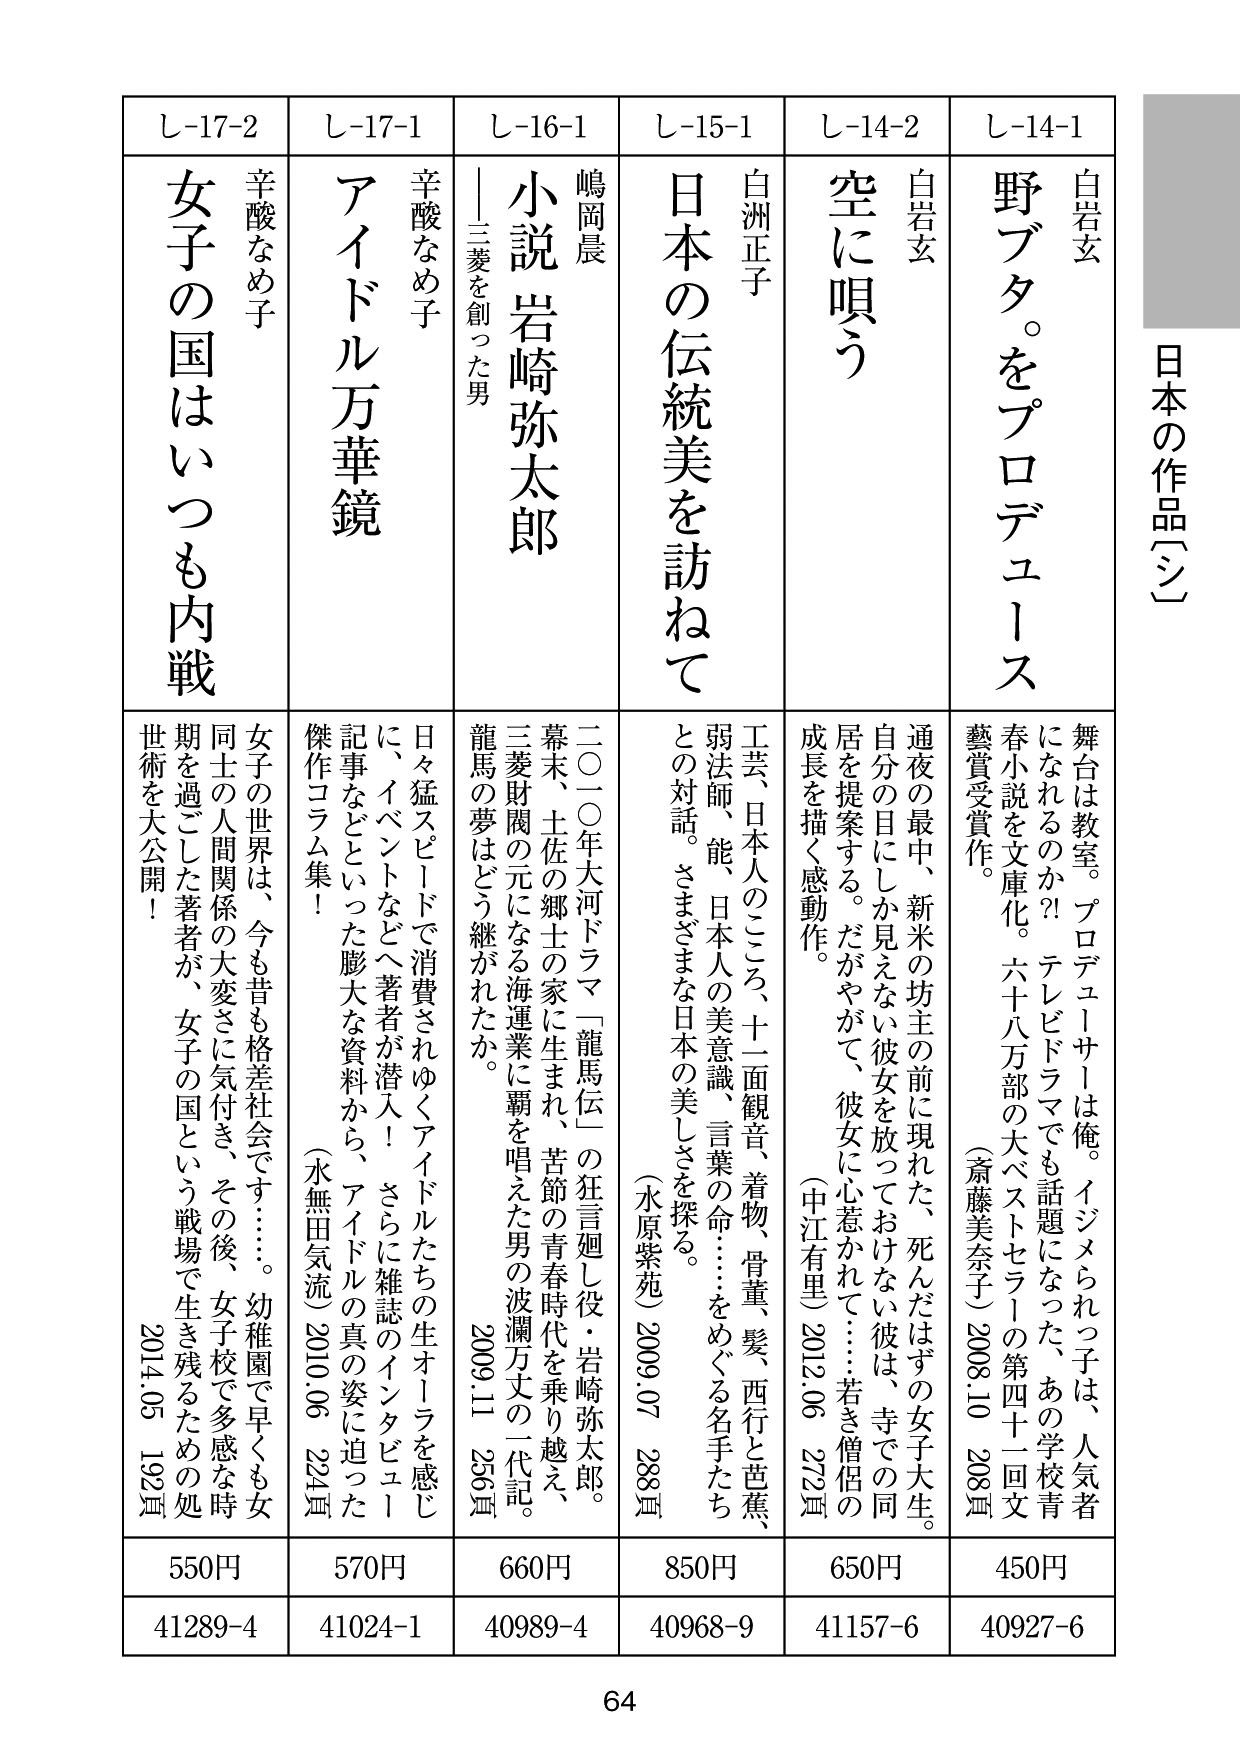 日本の作品〔シ〕
し-14-1
白岩玄
野ブタ。をプロデュース
舞台は教室。プロデューサーは俺。イジメられっ子は、人気者
になれるのか?! テレビドラマでも話題になった、あの学校青
春小説を文庫化。六十八万部の大ベストセラーの第四十一回文
藝賞受賞作。
（斎藤美奈子）2008.10 208頁
450円
40927-6
し-14-2
白岩玄
空に唄う
通夜の最中、新米の坊主の前に現れた、死んだはずの女子大生。
自分の目にしか見えない彼女を放っておけない彼は、寺での同
居を提案する。だがやがて、彼女に心惹かれて……若き僧侶の
成長を描く感動作。
（中江有里）2012.06 272頁
650円
41157-6
し-15-1
白洲正子
日本の伝統美を訪ねて
工芸、日本人のこころ、十一面観音、着物、骨董、髪、西行と芭蕉、
弱法師、能、日本人の美意識、言葉の命……をめぐる名手たち
との対話。さまざまな日本の美しさを探る。
（水原紫苑）2009.07 288頁
850円
40968-9
し-16-1
嶋岡晨
小説 岩崎弥太郎
――三菱を創った男
二〇一〇年大河ドラマ「龍馬伝」の狂言廻し役・岩崎弥太郎。
幕末、土佐の郷士の家に生まれ、苦節の青春時代を乗り越え、
三菱財閥の元になる海運業に覇を唱えた男の波瀾万丈の一代記。
龍馬の夢はどう継がれたか。
2009.11 256頁
660円
40989-4
し-17-1
辛酸なめ子
アイドル万華鏡
日々猛スピードで消費されゆくアイドルたちの生オーラを感じ
に、イベントなどへ著者が潜入！ さらに雑誌のインタビュー
記事などといった膨大な資料から、アイドルの真の姿に迫った
傑作コラム集！
（水無田気流）2010.06 224頁
570円
41024-1
し-17-2
辛酸なめ子
女子の国はいつも内戦
女子の世界は、今も昔も格差社会です……。幼稚園で早くも女
同士の人間関係の大変さに気付き、その後、女子校で多感な時
期を過ごした著者が、女子の国という戦場で生き残るための処
世術を大公開！
2014.05 192頁
550円
41289-4
64